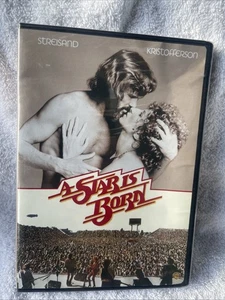 STREISAND
KRISTOFFERSON
A STAR IS
BORN